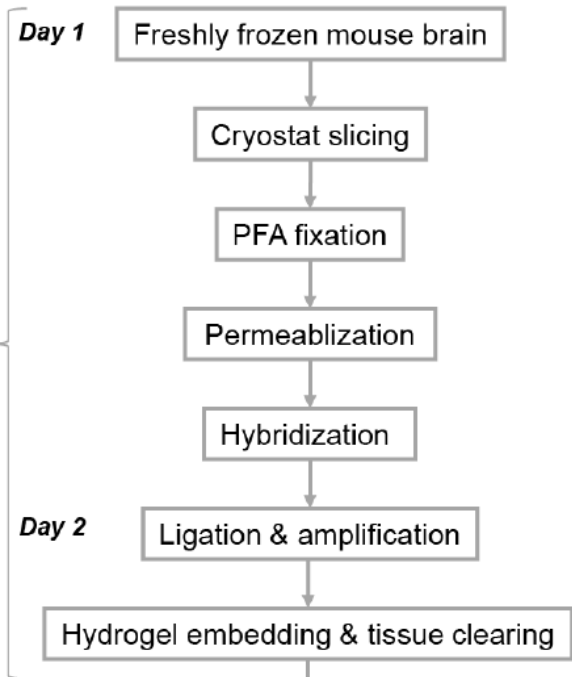 Day 1
Freshly frozen mouse brain
Cryostat slicing
PFA fixation
Permeablization
Hybridization
Day 2
Ligation & amplification
Hydrogel embedding & tissue clearing